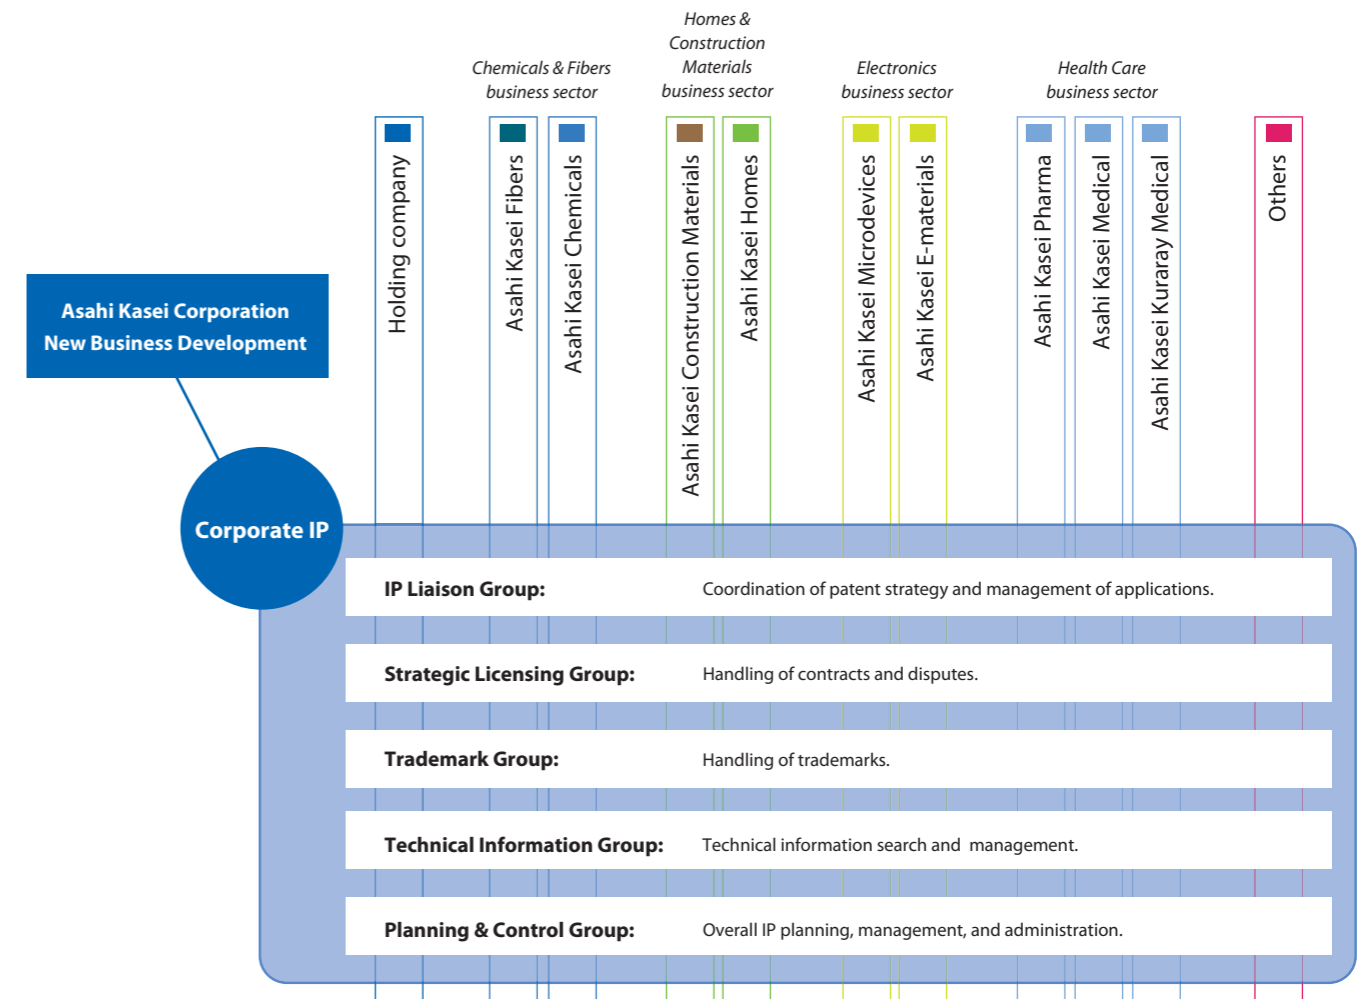 Homes &
Construction
Materials
business sector
Chemicals & Fibers
business sector
Electronics
business sector
Health Care
business sector
Holding company
Asahi Kasei Fibers
Asahi Kasei Chemicals
Asahi Kasei Construction Materials
Asahi Kasei Homes
Asahi Kasei Microdevices
Asahi Kasei E-materials
Asahi Kasei Pharma
Asahi Kasei Medical
Asahi Kasei Kuraray Medical
Others
Asahi Kasei Corporation
New Business Development
Corporate IP
IP Liaison Group: Coordination of patent strategy and management of applications.
Strategic Licensing Group: Handling of contracts and disputes.
Trademark Group: Handling of trademarks.
Technical Information Group: Technical information search and management.
Planning & Control Group: Overall IP planning, management, and administration.